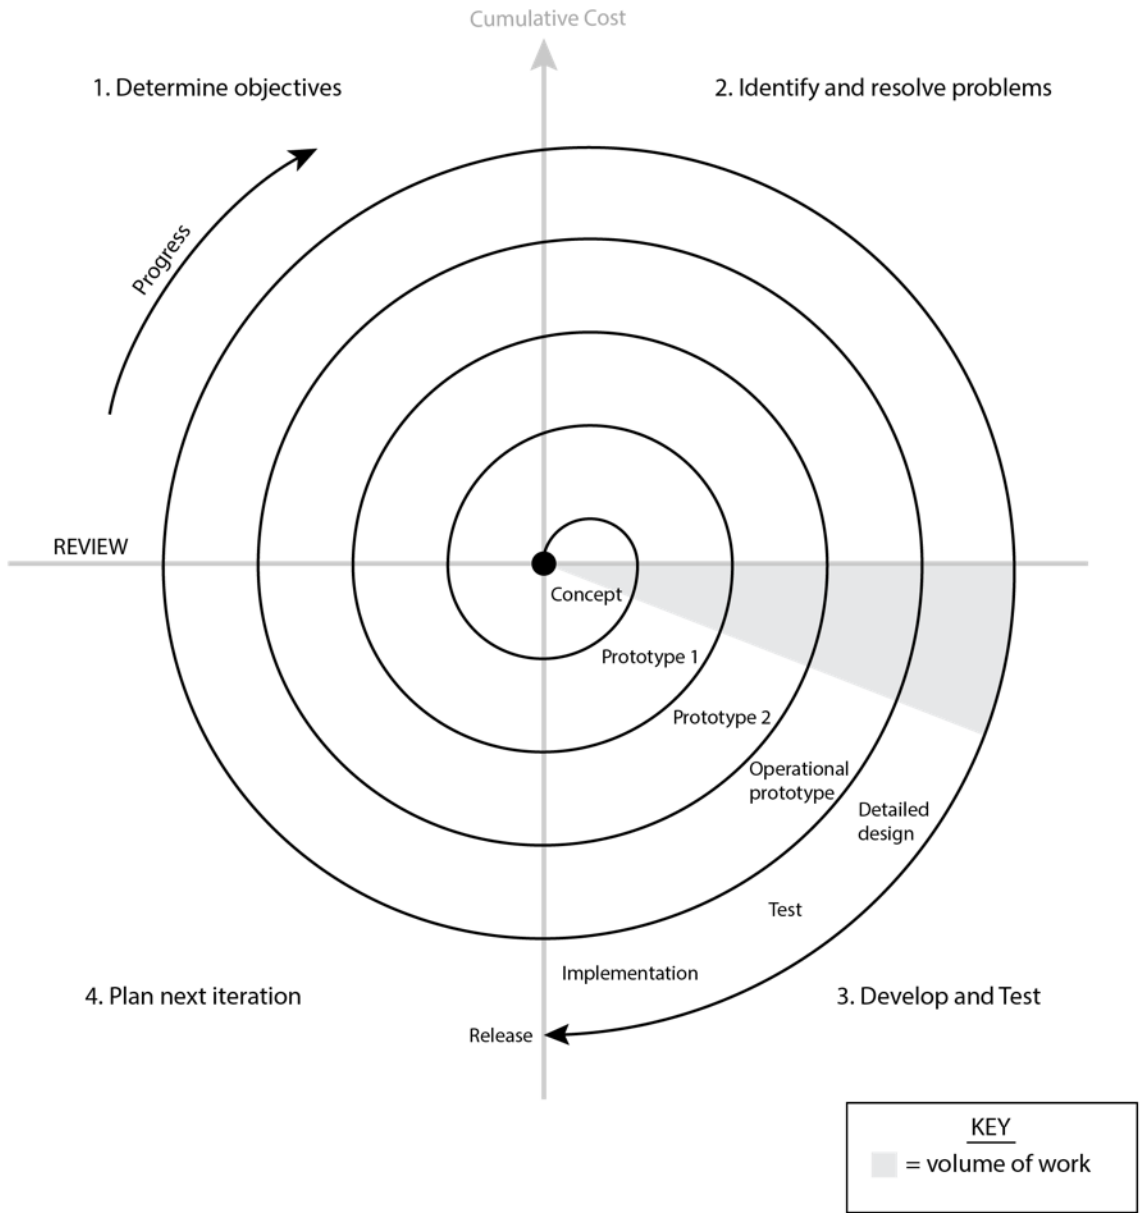 Cumulative Cost
1. Determine objectives
2. Identify and resolve problems
Progress
REVIEW
Concept
Prototype 1
Prototype 2
Operational
prototype
Detailed
design
Test
Implementation
4. Plan next iteration
3. Develop and Test
Release
KEY
= volume of work